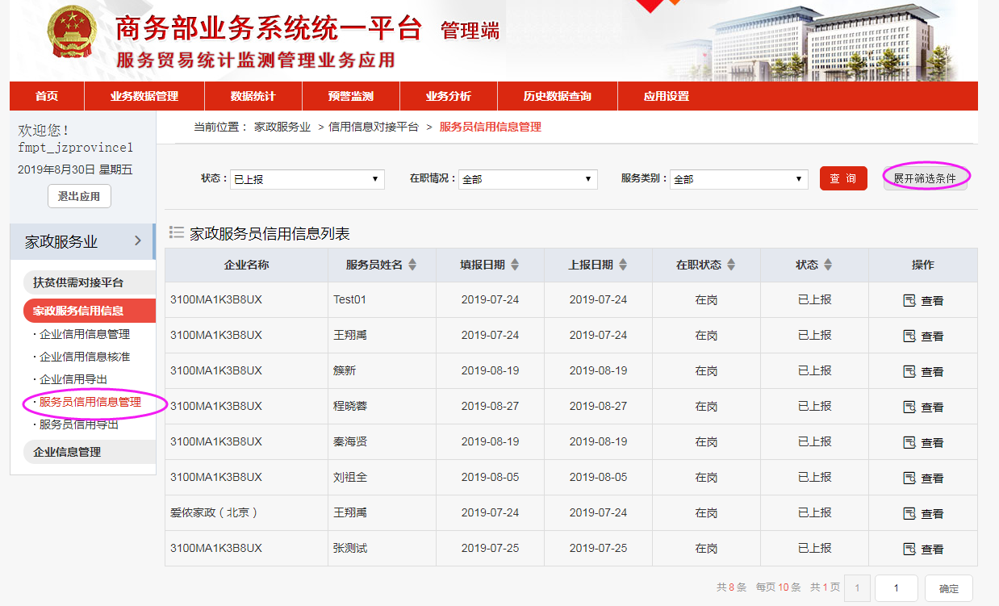 商务部业务系统统一平台 管理端
服务贸易统计监测管理业务应用
首页 业务数据管理 数据统计 预警监测 业务分析 历史数据查询 应用设置
欢迎您！
fmpt_jzprovince1
2019年8月30日 星期五
退出应用
家政服务业
扶贫供需对接平台
家政服务信用信息
· 企业信用信息管理
· 企业信用信息核准
· 企业信用导出
· 服务员信用信息管理
· 服务员信用导出
企业信息管理
当前位置： 家政服务业 > 信用信息对接平台 > 服务员信用信息管理
状态：已上报 在职情况：全部 服务类别：全部 查 询 展开筛选条件
家政服务员信用信息列表
企业名称 服务员姓名 填报日期 上报日期 在职状态 状态 操作
3100MA1K3B8UX Test01 2019-07-24 2019-07-24 在岗 已上报 查看
3100MA1K3B8UX 王翔禹 2019-07-24 2019-07-24 在岗 已上报 查看
3100MA1K3B8UX 簇新 2019-08-19 2019-08-19 在岗 已上报 查看
3100MA1K3B8UX 程晓蓉 2019-08-27 2019-08-27 在岗 已上报 查看
3100MA1K3B8UX 秦海贤 2019-08-19 2019-08-19 在岗 已上报 查看
3100MA1K3B8UX 刘祖全 2019-08-05 2019-08-05 在岗 已上报 查看
爱侬家政（北京） 王翔禹 2019-07-24 2019-07-24 在岗 已上报 查看
3100MA1K3B8UX 张测试 2019-07-25 2019-07-25 在岗 已上报 查看
共8条 每页10条 共1页 1 1 确定